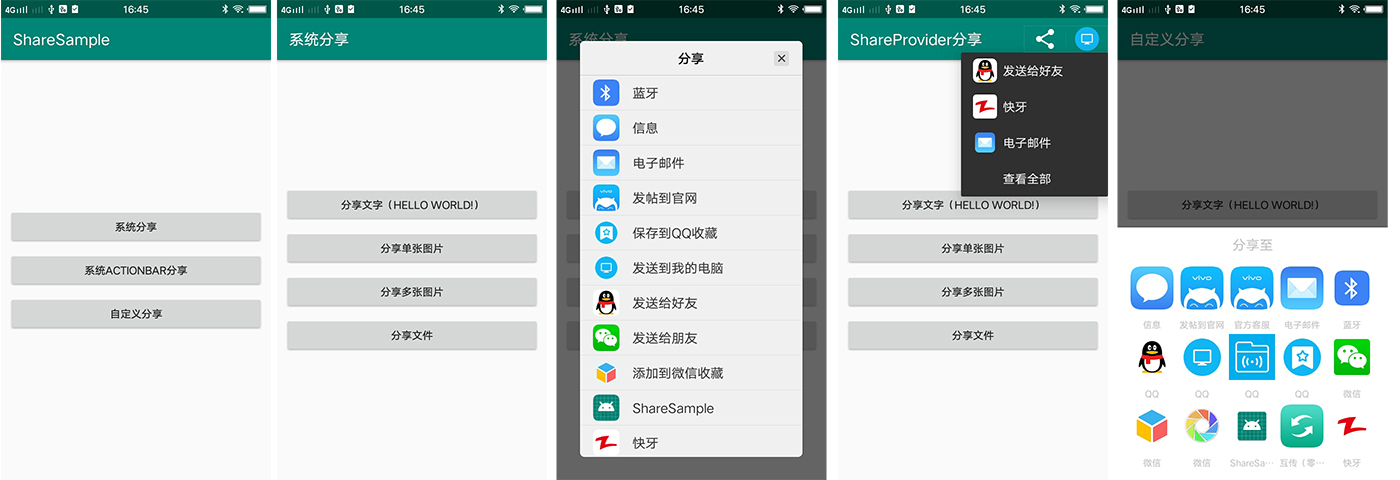 4G 16:45
ShareSample
系统分享
系统ACTIONBAR分享
自定义分享
4G 16:45
系统分享
分享文字（HELLO WORLD!）
分享单张图片
分享多张图片
分享文件
4G 16:45
系统分享
分享
蓝牙
信息
电子邮件
vivo
发帖到官网
保存到QQ收藏
发送到我的电脑
发送给好友
发送给朋友
添加到微信收藏
ShareSample
快牙
4G 16:45
ShareProvider分享
发送给好友
快牙
电子邮件
查看全部
分享文字（HELLO WORLD!）
分享单张图片
分享多张图片
分享文件
4G 16:45
自定义分享
分享文字（HELLO WORLD!）
分享至
vivo vivo
信息 发帖到官网 官方客服 电子邮件 蓝牙
QQ QQ QQ QQ 微信
微信 微信 ShareSa… 互传（零… 快牙